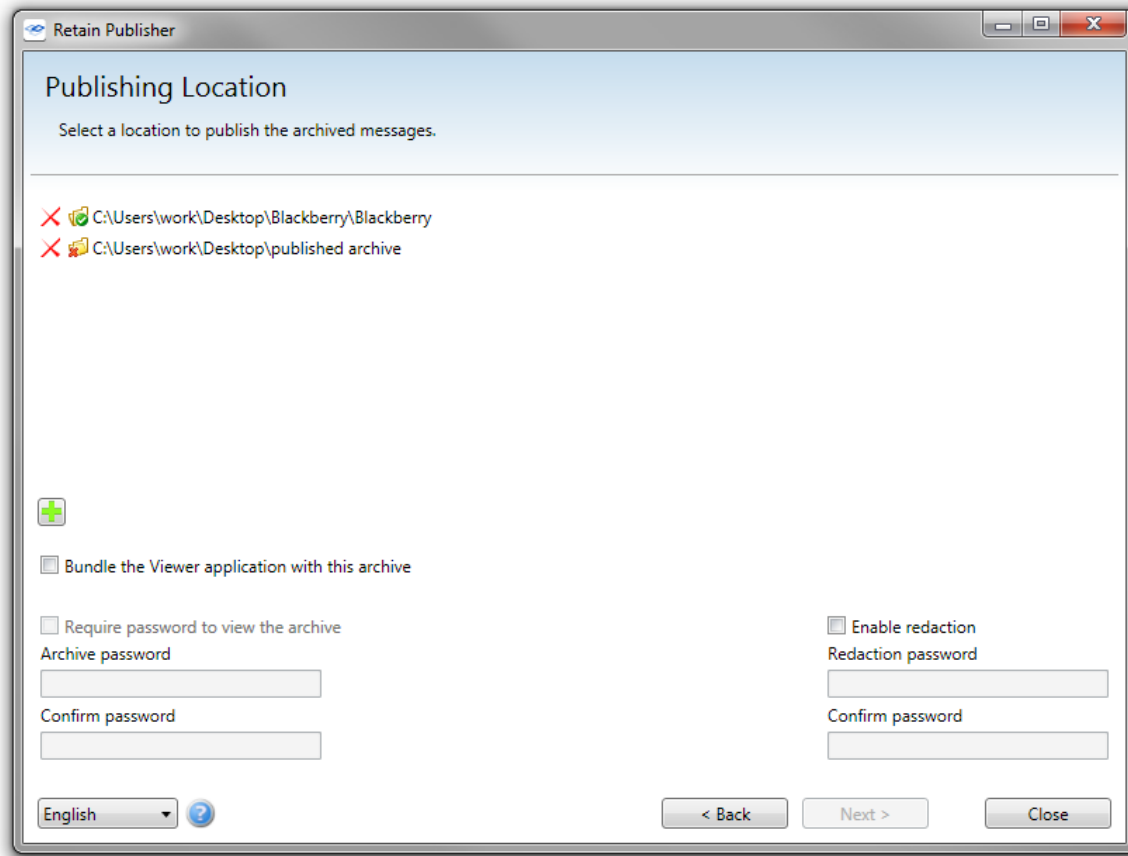 Retain Publisher
Publishing Location
Select a location to publish the archived messages.
C:\Users\work\Desktop\Blackberry\Blackberry
C:\Users\work\Desktop\published archive
Bundle the Viewer application with this archive
Require password to view the archive
Enable redaction
Archive password
Redaction password
Confirm password
Confirm password
English
< Back
Next >
Close